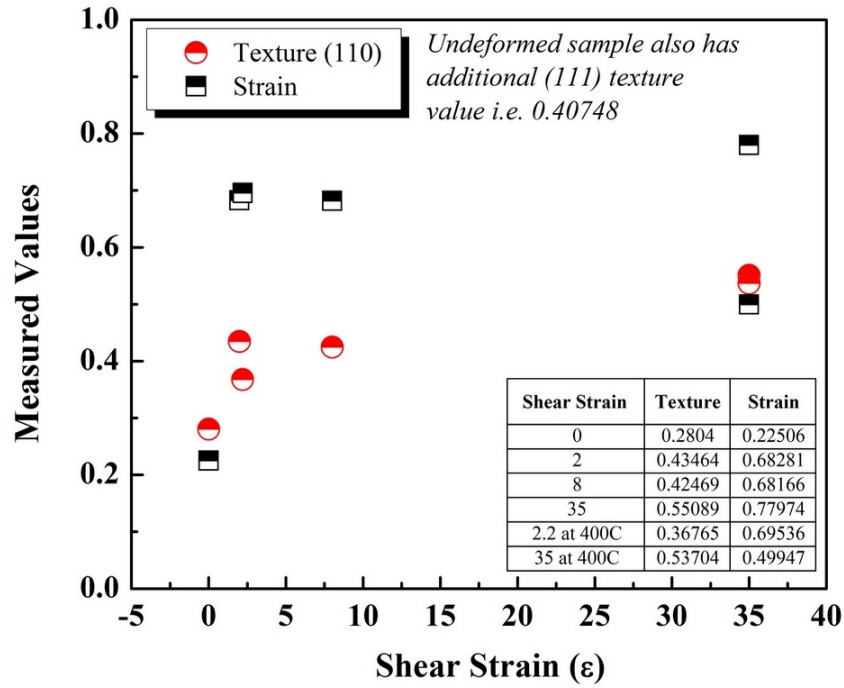 1.0
0.8
0.6
0.4
0.2
0.0
Measured Values
Texture (110)
Strain
Undeformed sample also has
additional (111) texture
value i.e. 0.40748
Shear Strain Texture Strain
0 0.2804 0.22506
2 0.43464 0.68281
8 0.42469 0.68166
35 0.55089 0.77974
2.2 at 400C 0.36765 0.69536
35 at 400C 0.53704 0.49947
-5 0 5 10 15 20 25 30 35 40
Shear Strain (ε)